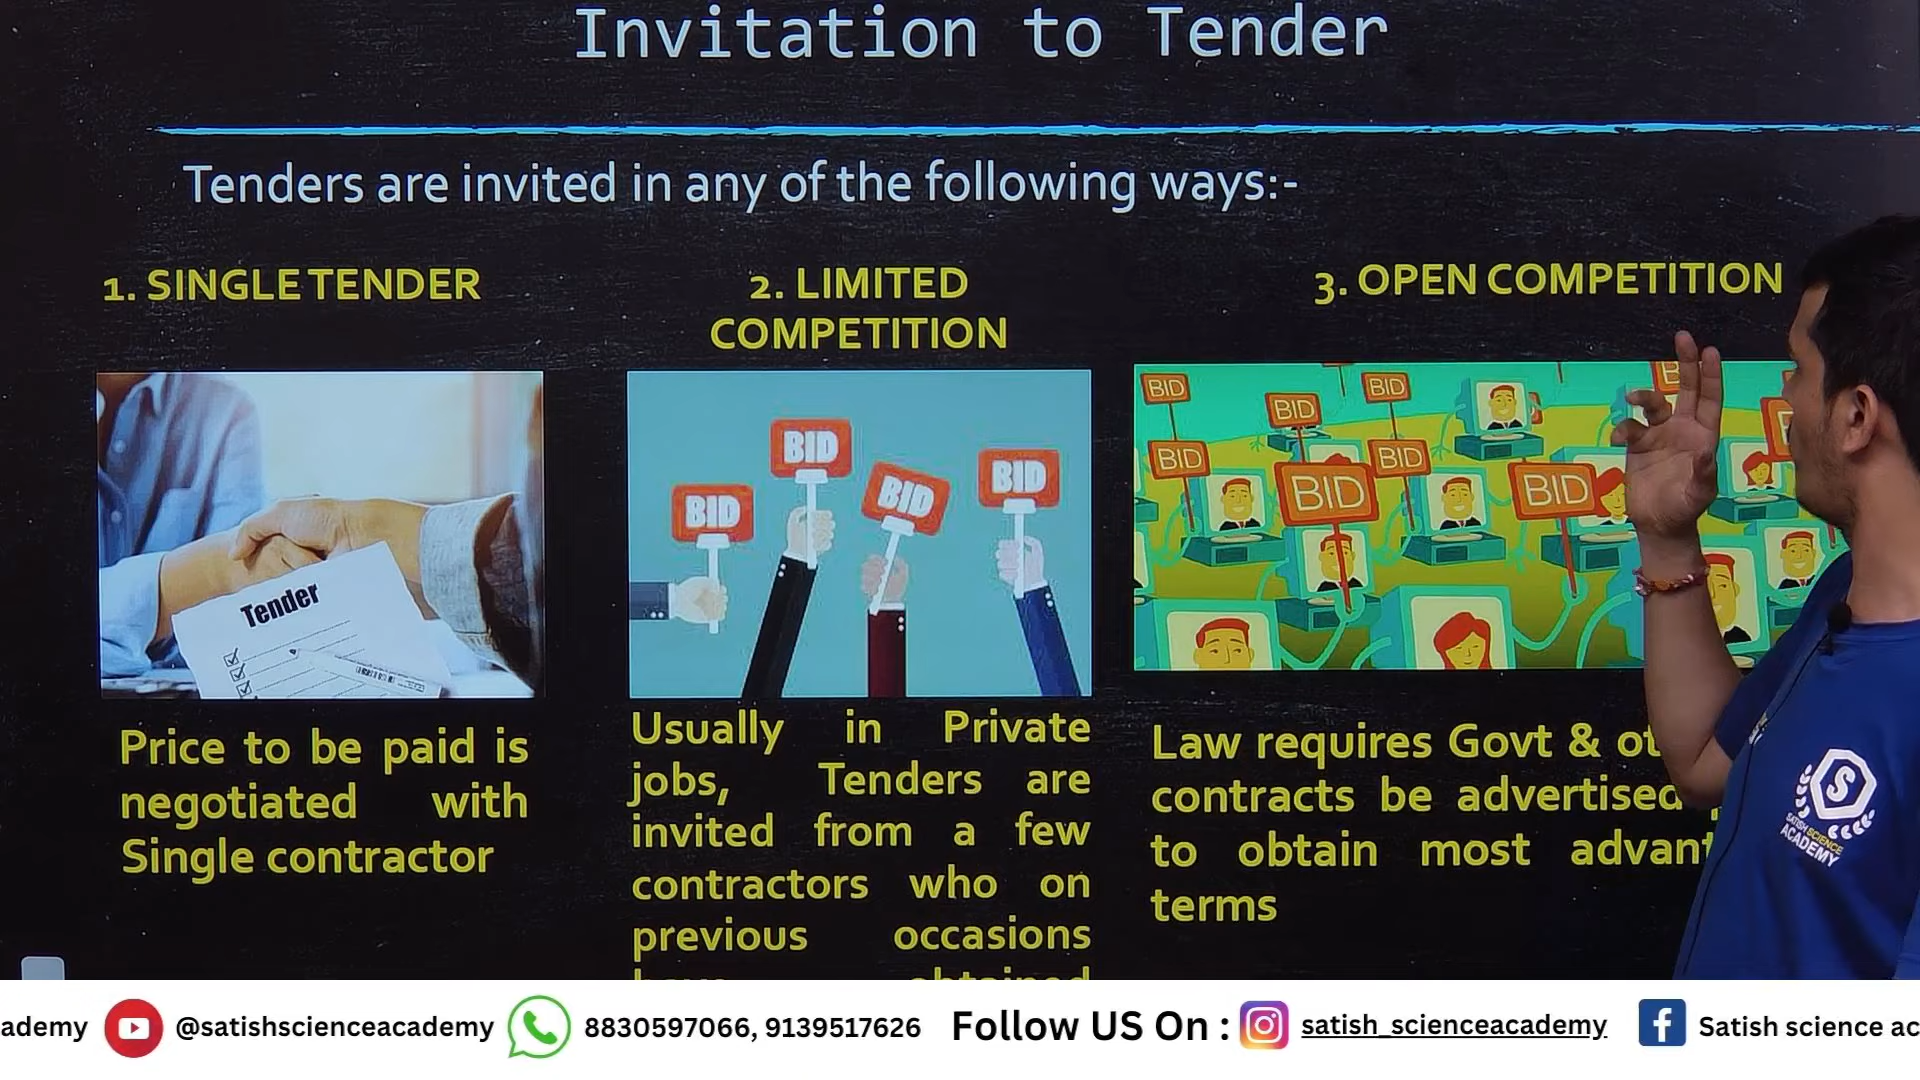 Invitation to Tender
Tenders are invited in any of the following ways:-
1. SINGLE TENDER
2. LIMITED
COMPETITION
3. OPEN COMPETITION
BID
BID
BID
BID
BID
BID
BID
BID
BID
BID
BID
Tender
Price to be paid is
negotiated with
Single contractor
Usually in Private
jobs, Tenders are
invited from a few
contractors who on
previous occasions
obtained
Law requires Govt &
contracts be advertised
to obtain most
terms
S
SATISH SCIENCE
ACADEMY
ademy
@satishscienceacademy
8830597066, 9139517626
Follow US On :
satish_scienceacademy
Satish science ac